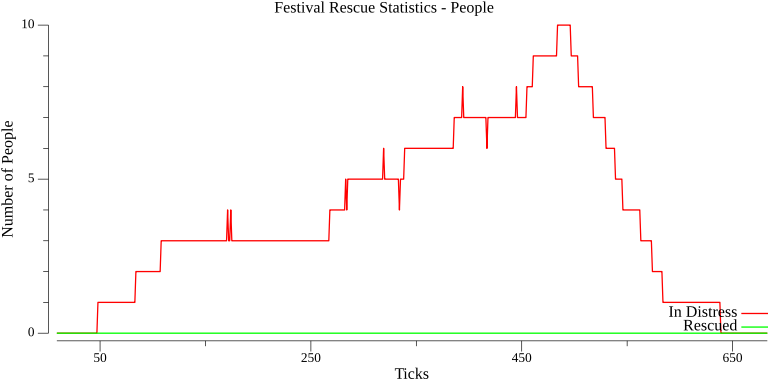 Festival Rescue Statistics - People
10
5
0
Number of People
In Distress
Rescued
50
250
450
650
Ticks